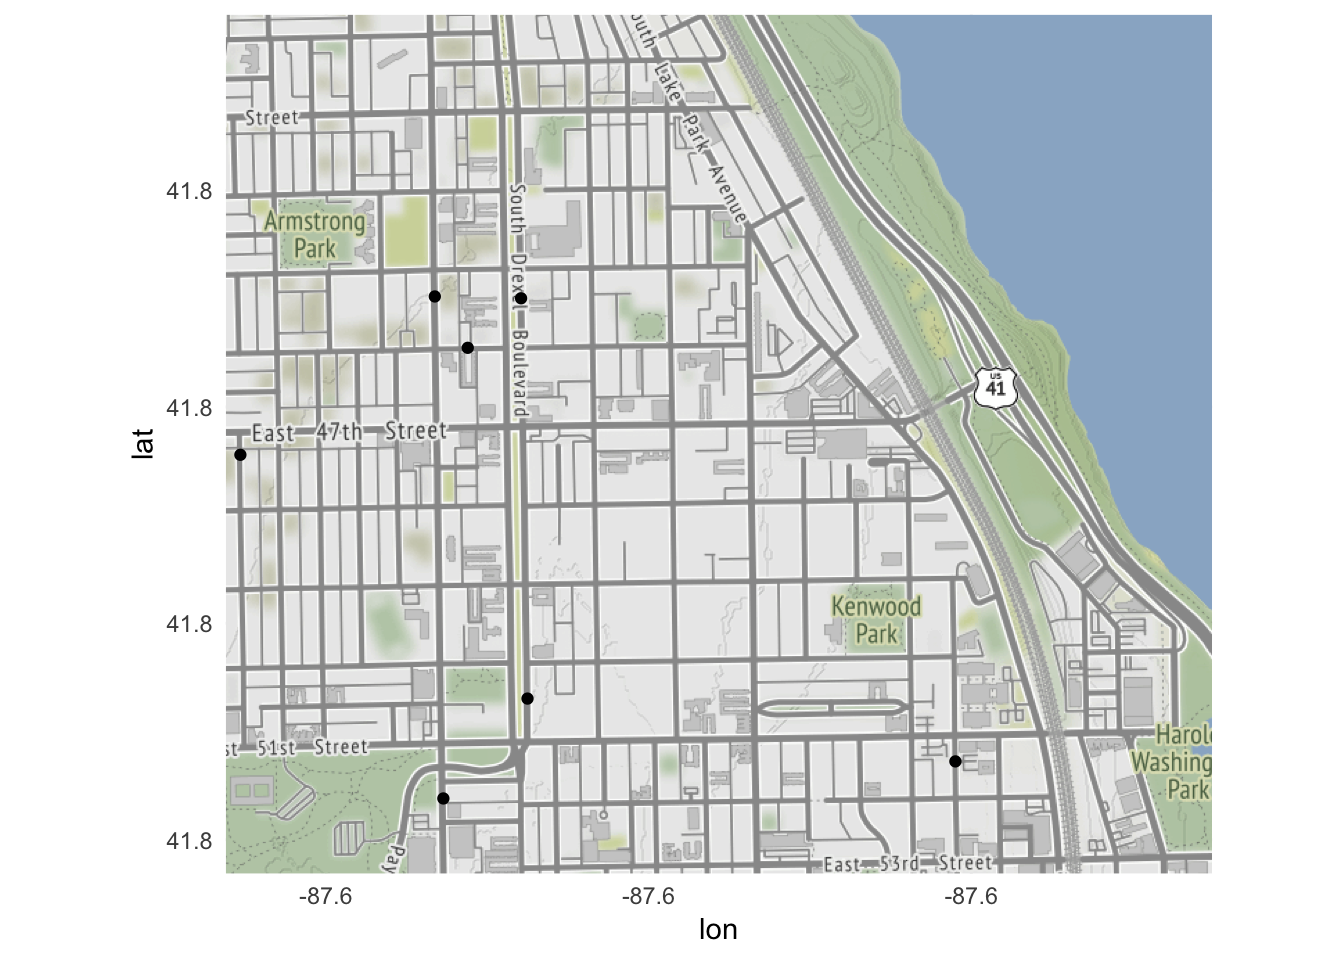 outh Lake Park Avenue
Street
41.8
South Drexel Boulevard
Armstrong
Park
US
41
41.8
East 47th Street
lat
Kenwood
Park
41.8
st 51st Street
Harol
Washing
Park
41.8
Pay
East 53rd Street
-87.6
-87.6
-87.6
lon